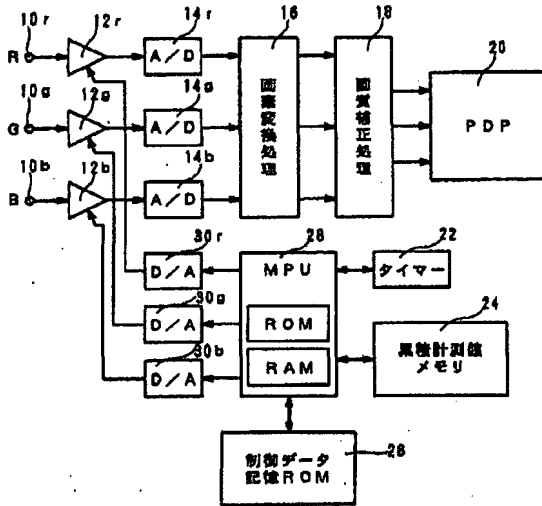 10r
12r
14r
16
18
R
A/D
20
10g
12g
14g
画素変換処理
画質補正処理
PDP
G
A/D
10b
12b
14b
B
A/D
30r
28
22
D/A
MPU
タイマー
30g
24
D/A
ROM
累積計測値
メモリ
30b
RAM
D/A
制御データ
記憶ROM
26